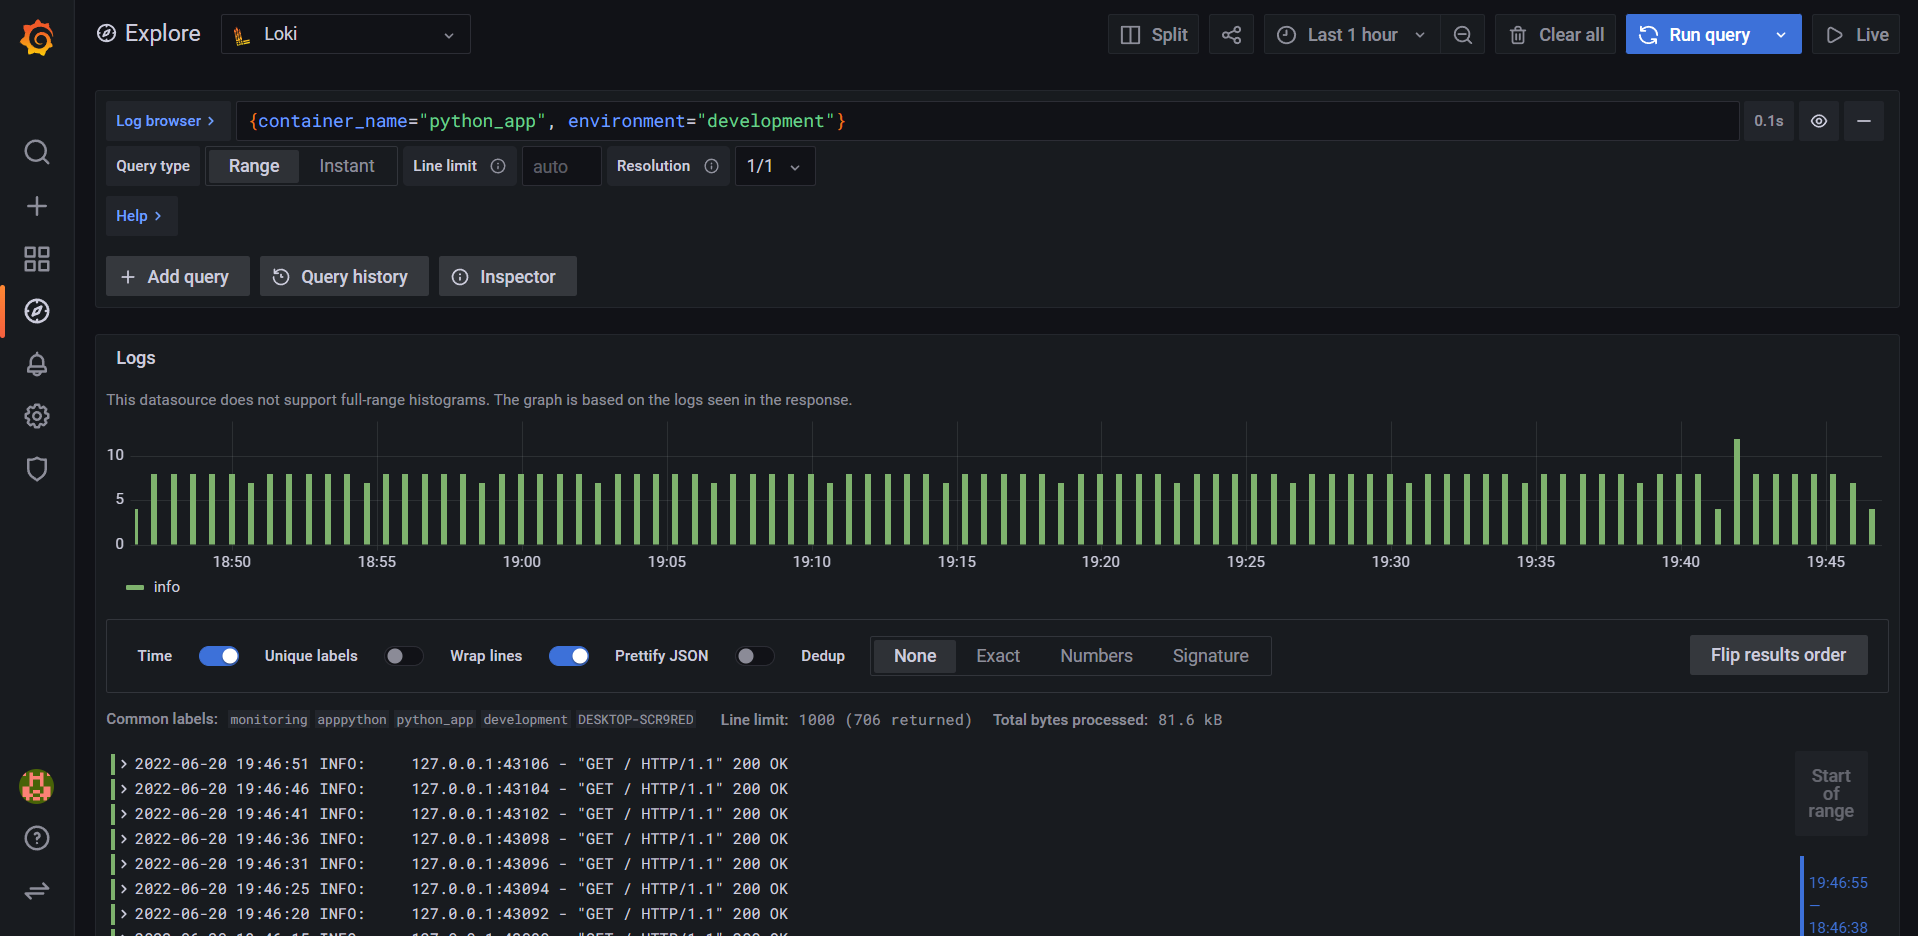 Explore Loki Split Last 1 hour Clear all Run query Live
Log browser > {container_name="python_app", environment="development"} 0.1s
Query type Range Instant Line limit auto Resolution 1/1
Help >
+ Add query Query history Inspector
Logs
This datasource does not support full-range histograms. The graph is based on the logs seen in the response.
10
5
0
18:50 18:55 19:00 19:05 19:10 19:15 19:20 19:25 19:30 19:35 19:40 19:45
info
Time Unique labels Wrap lines Prettify JSON Dedup None Exact Numbers Signature Flip results order
Common labels: monitoring apppython python_app development DESKTOP-SCR9RED Line limit: 1000 (706 returned) Total bytes processed: 81.6 kB
> 2022-06-20 19:46:51 INFO: 127.0.0.1:43106 - "GET / HTTP/1.1" 200 OK
> 2022-06-20 19:46:46 INFO: 127.0.0.1:43104 - "GET / HTTP/1.1" 200 OK
> 2022-06-20 19:46:41 INFO: 127.0.0.1:43102 - "GET / HTTP/1.1" 200 OK
> 2022-06-20 19:46:36 INFO: 127.0.0.1:43098 - "GET / HTTP/1.1" 200 OK
> 2022-06-20 19:46:31 INFO: 127.0.0.1:43096 - "GET / HTTP/1.1" 200 OK
> 2022-06-20 19:46:25 INFO: 127.0.0.1:43094 - "GET / HTTP/1.1" 200 OK
> 2022-06-20 19:46:20 INFO: 127.0.0.1:43092 - "GET / HTTP/1.1" 200 OK
Start
of
range
19:46:55
—
18:46:38